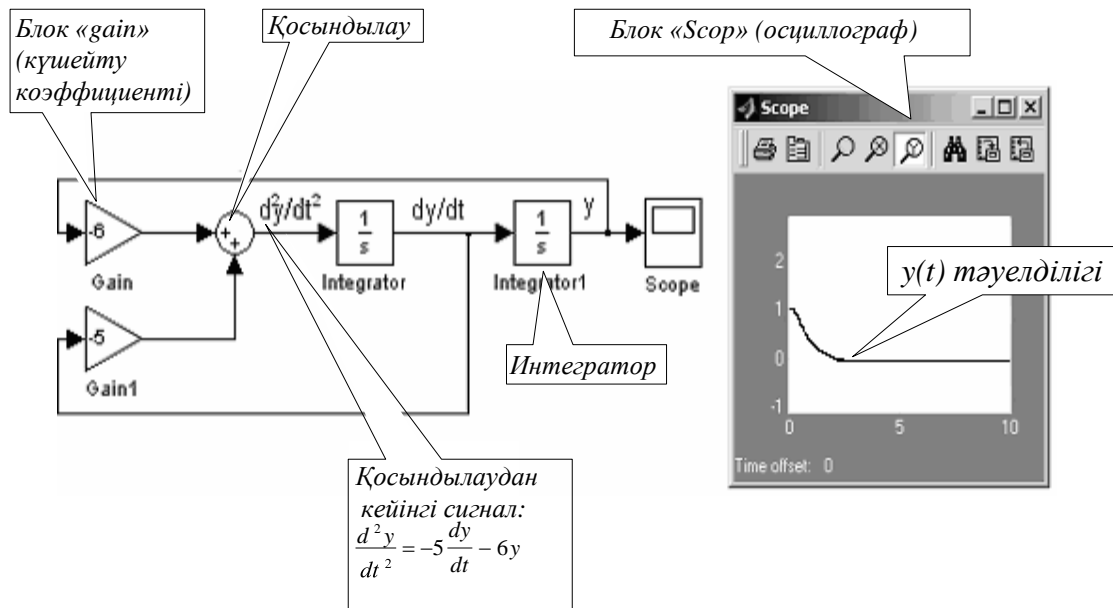 Блок «gain»
(күшейту
коэффициенті)
Қосындылау
Блок «Scop» (осциллограф)
Scope
d²y/dt²
dy/dt
y
-6
Gain
1
s
Integrator
1
s
Integrator1
Scope
-5
Gain1
Интегратор
Қосындылаудан
кейінгі сигнал:
d²y/dt² = −5 dy/dt − 6y
2
1
0
-1
0 5 10
Time offset: 0
y(t) тәуелділігі